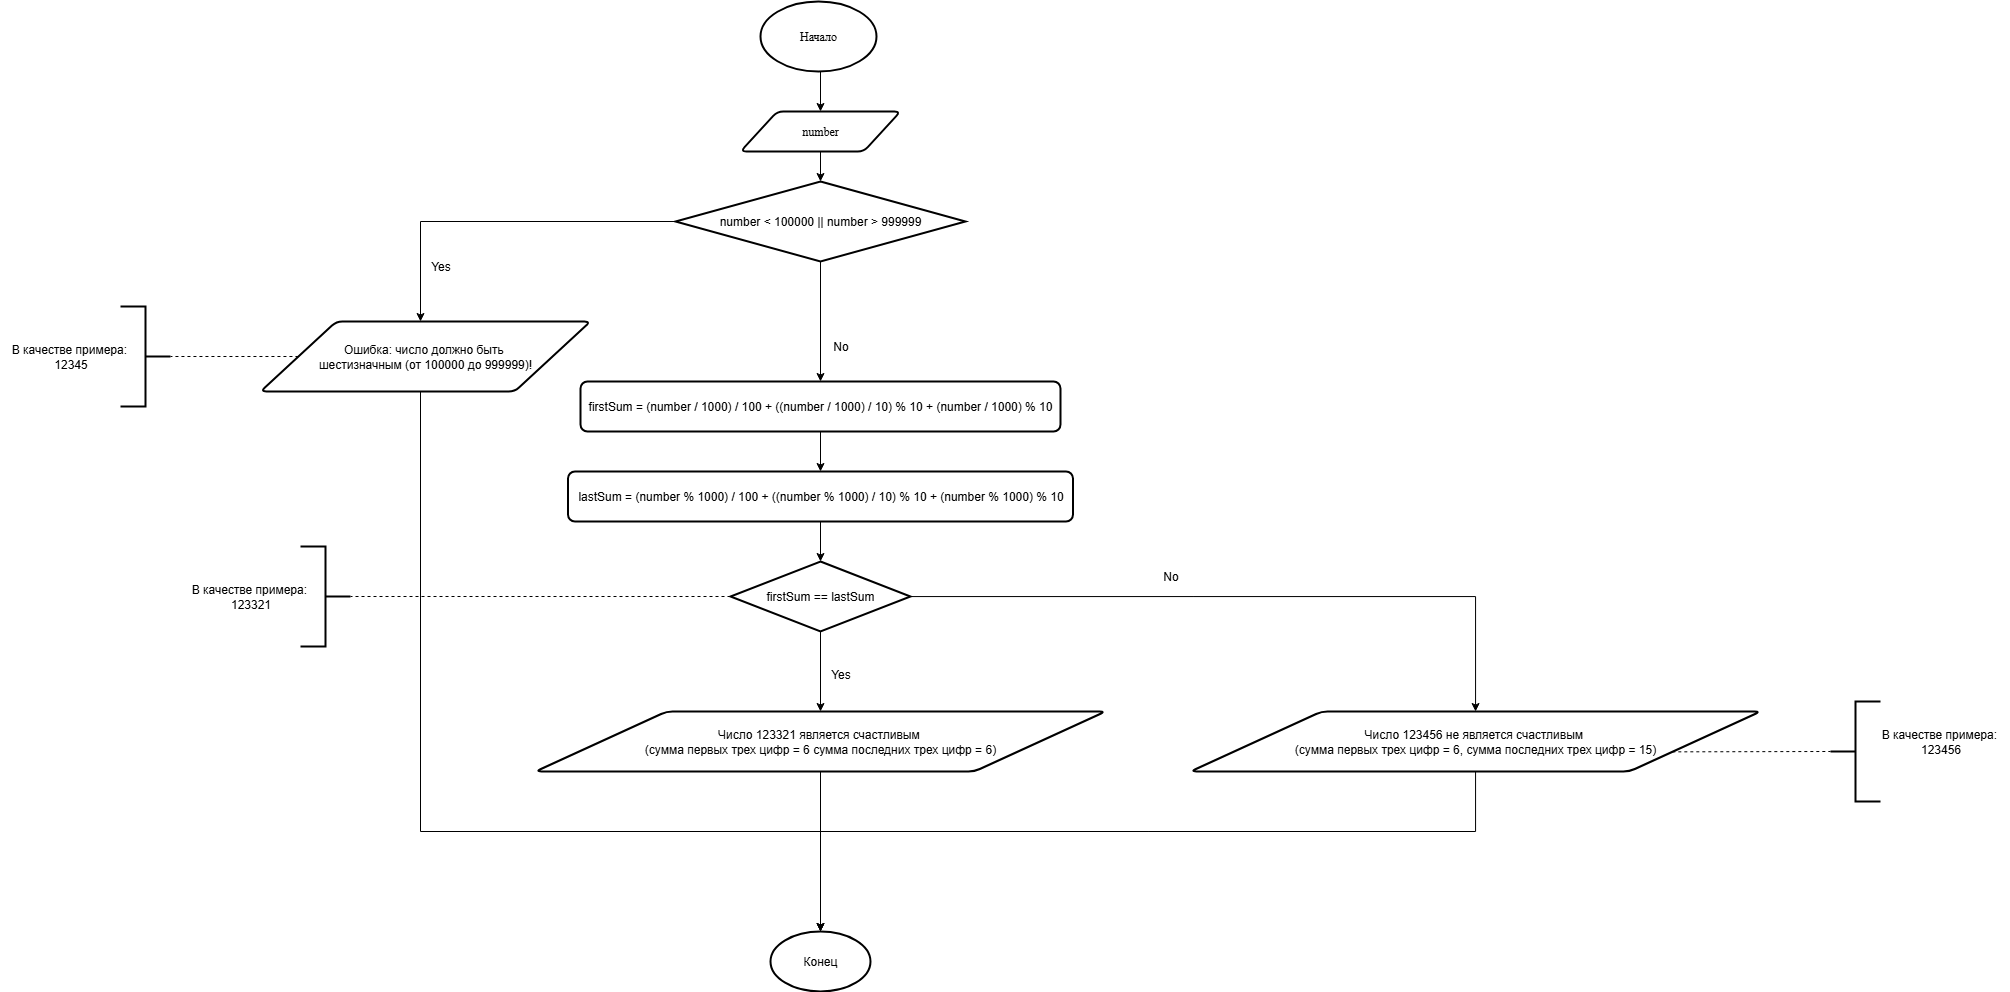 Начало
number
number < 100000 || number > 999999
Yes
No
В качестве примера:
12345
Ошибка: число должно быть
шестизначным (от 100000 до 999999)!
firstSum = (number / 1000) / 100 + ((number / 1000) / 10) % 10 + (number / 1000) % 10
lastSum = (number % 1000) / 100 + ((number % 1000) / 10) % 10 + (number % 1000) % 10
В качестве примера:
123321
firstSum == lastSum
No
Yes
Число 123321 является счастливым
(сумма первых трех цифр = 6 сумма последних трех цифр = 6)
Число 123456 не является счастливым
(сумма первых трех цифр = 6, сумма последних трех цифр = 15)
В качестве примера:
123456
Конец